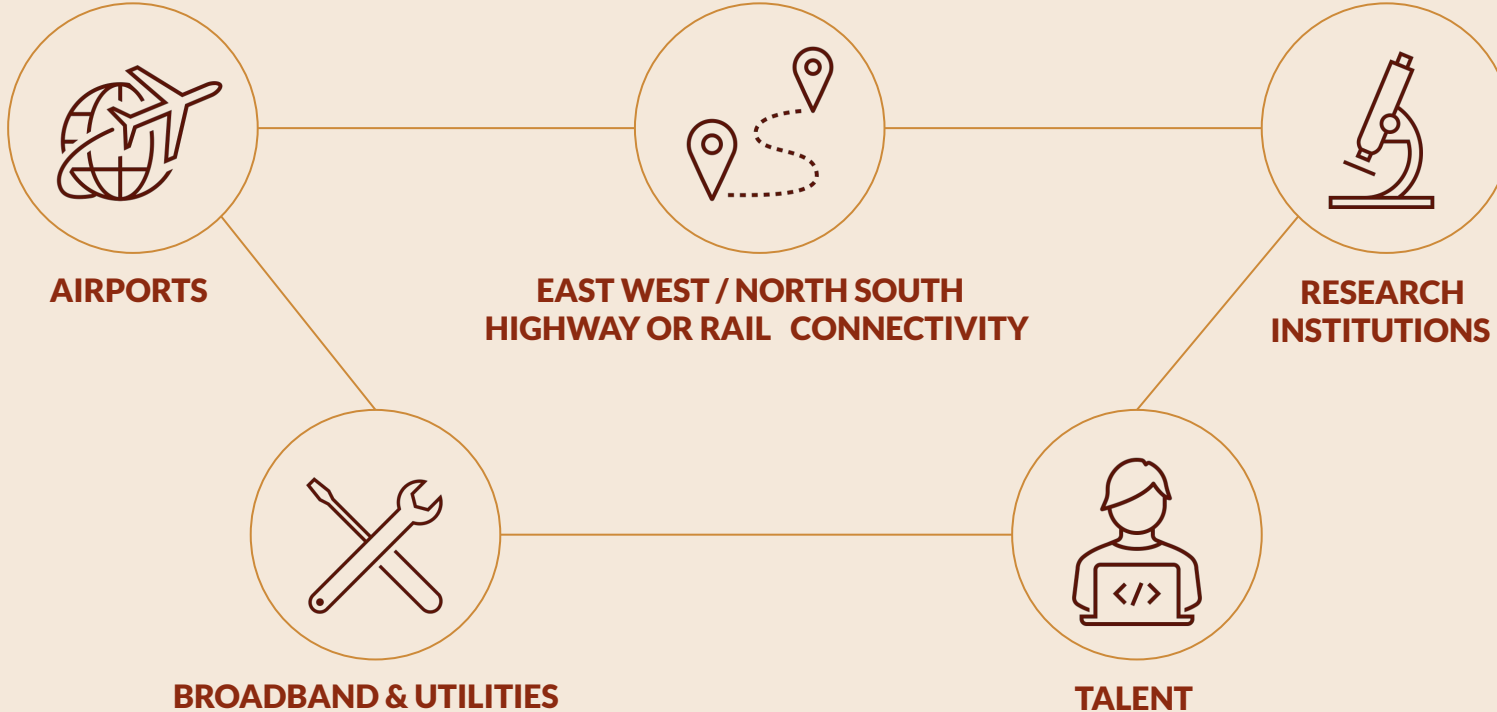 AIRPORTS
EAST WEST / NORTH SOUTH
HIGHWAY OR RAIL CONNECTIVITY
RESEARCH
INSTITUTIONS
</>
BROADBAND & UTILITIES
TALENT